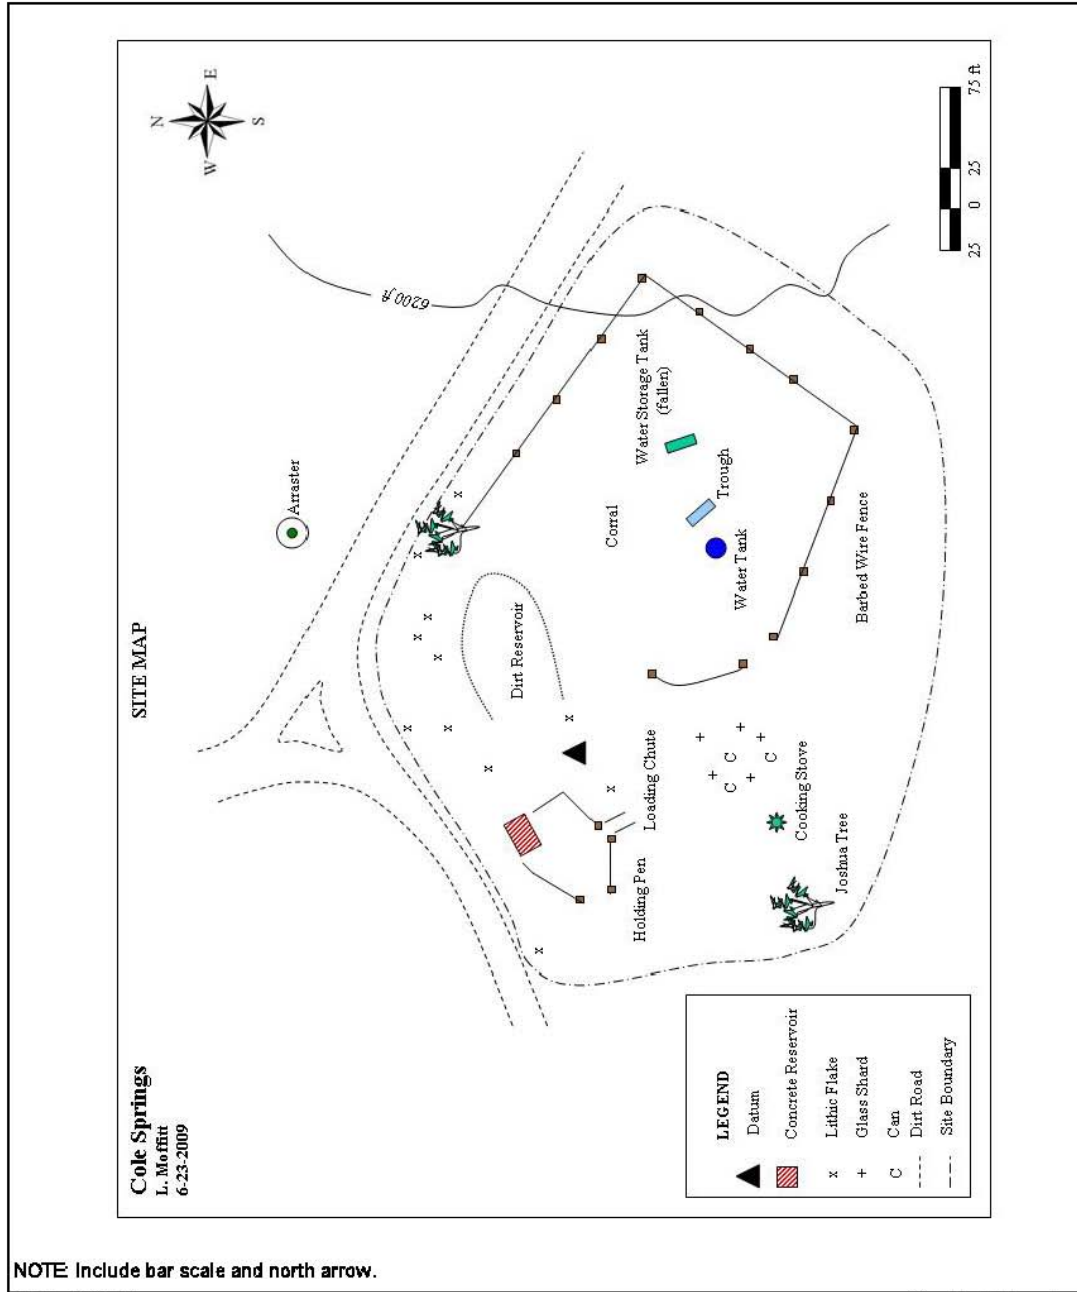 Cole Springs
L. Moffitt
6-23-2009
SITE MAP
N
E
S
W
Arraster
6200 ft
Dirt Reservoir
Corral
Water Storage Tank
(fallen)
Trough
Water Tank
Barbed Wire Fence
Holding Pen
Loading Chute
Cooking Stove
Joshua Tree
x
x
x
x
x
x
x
x
x
x
x
+
+
+
+
+
C
C
C
25
0
25
75 ft
LEGEND
Datum
Concrete Reservoir
x Lithic Flake
+ Glass Shard
C Can
Dirt Road
Site Boundary
NOTE: Include bar scale and north arrow.